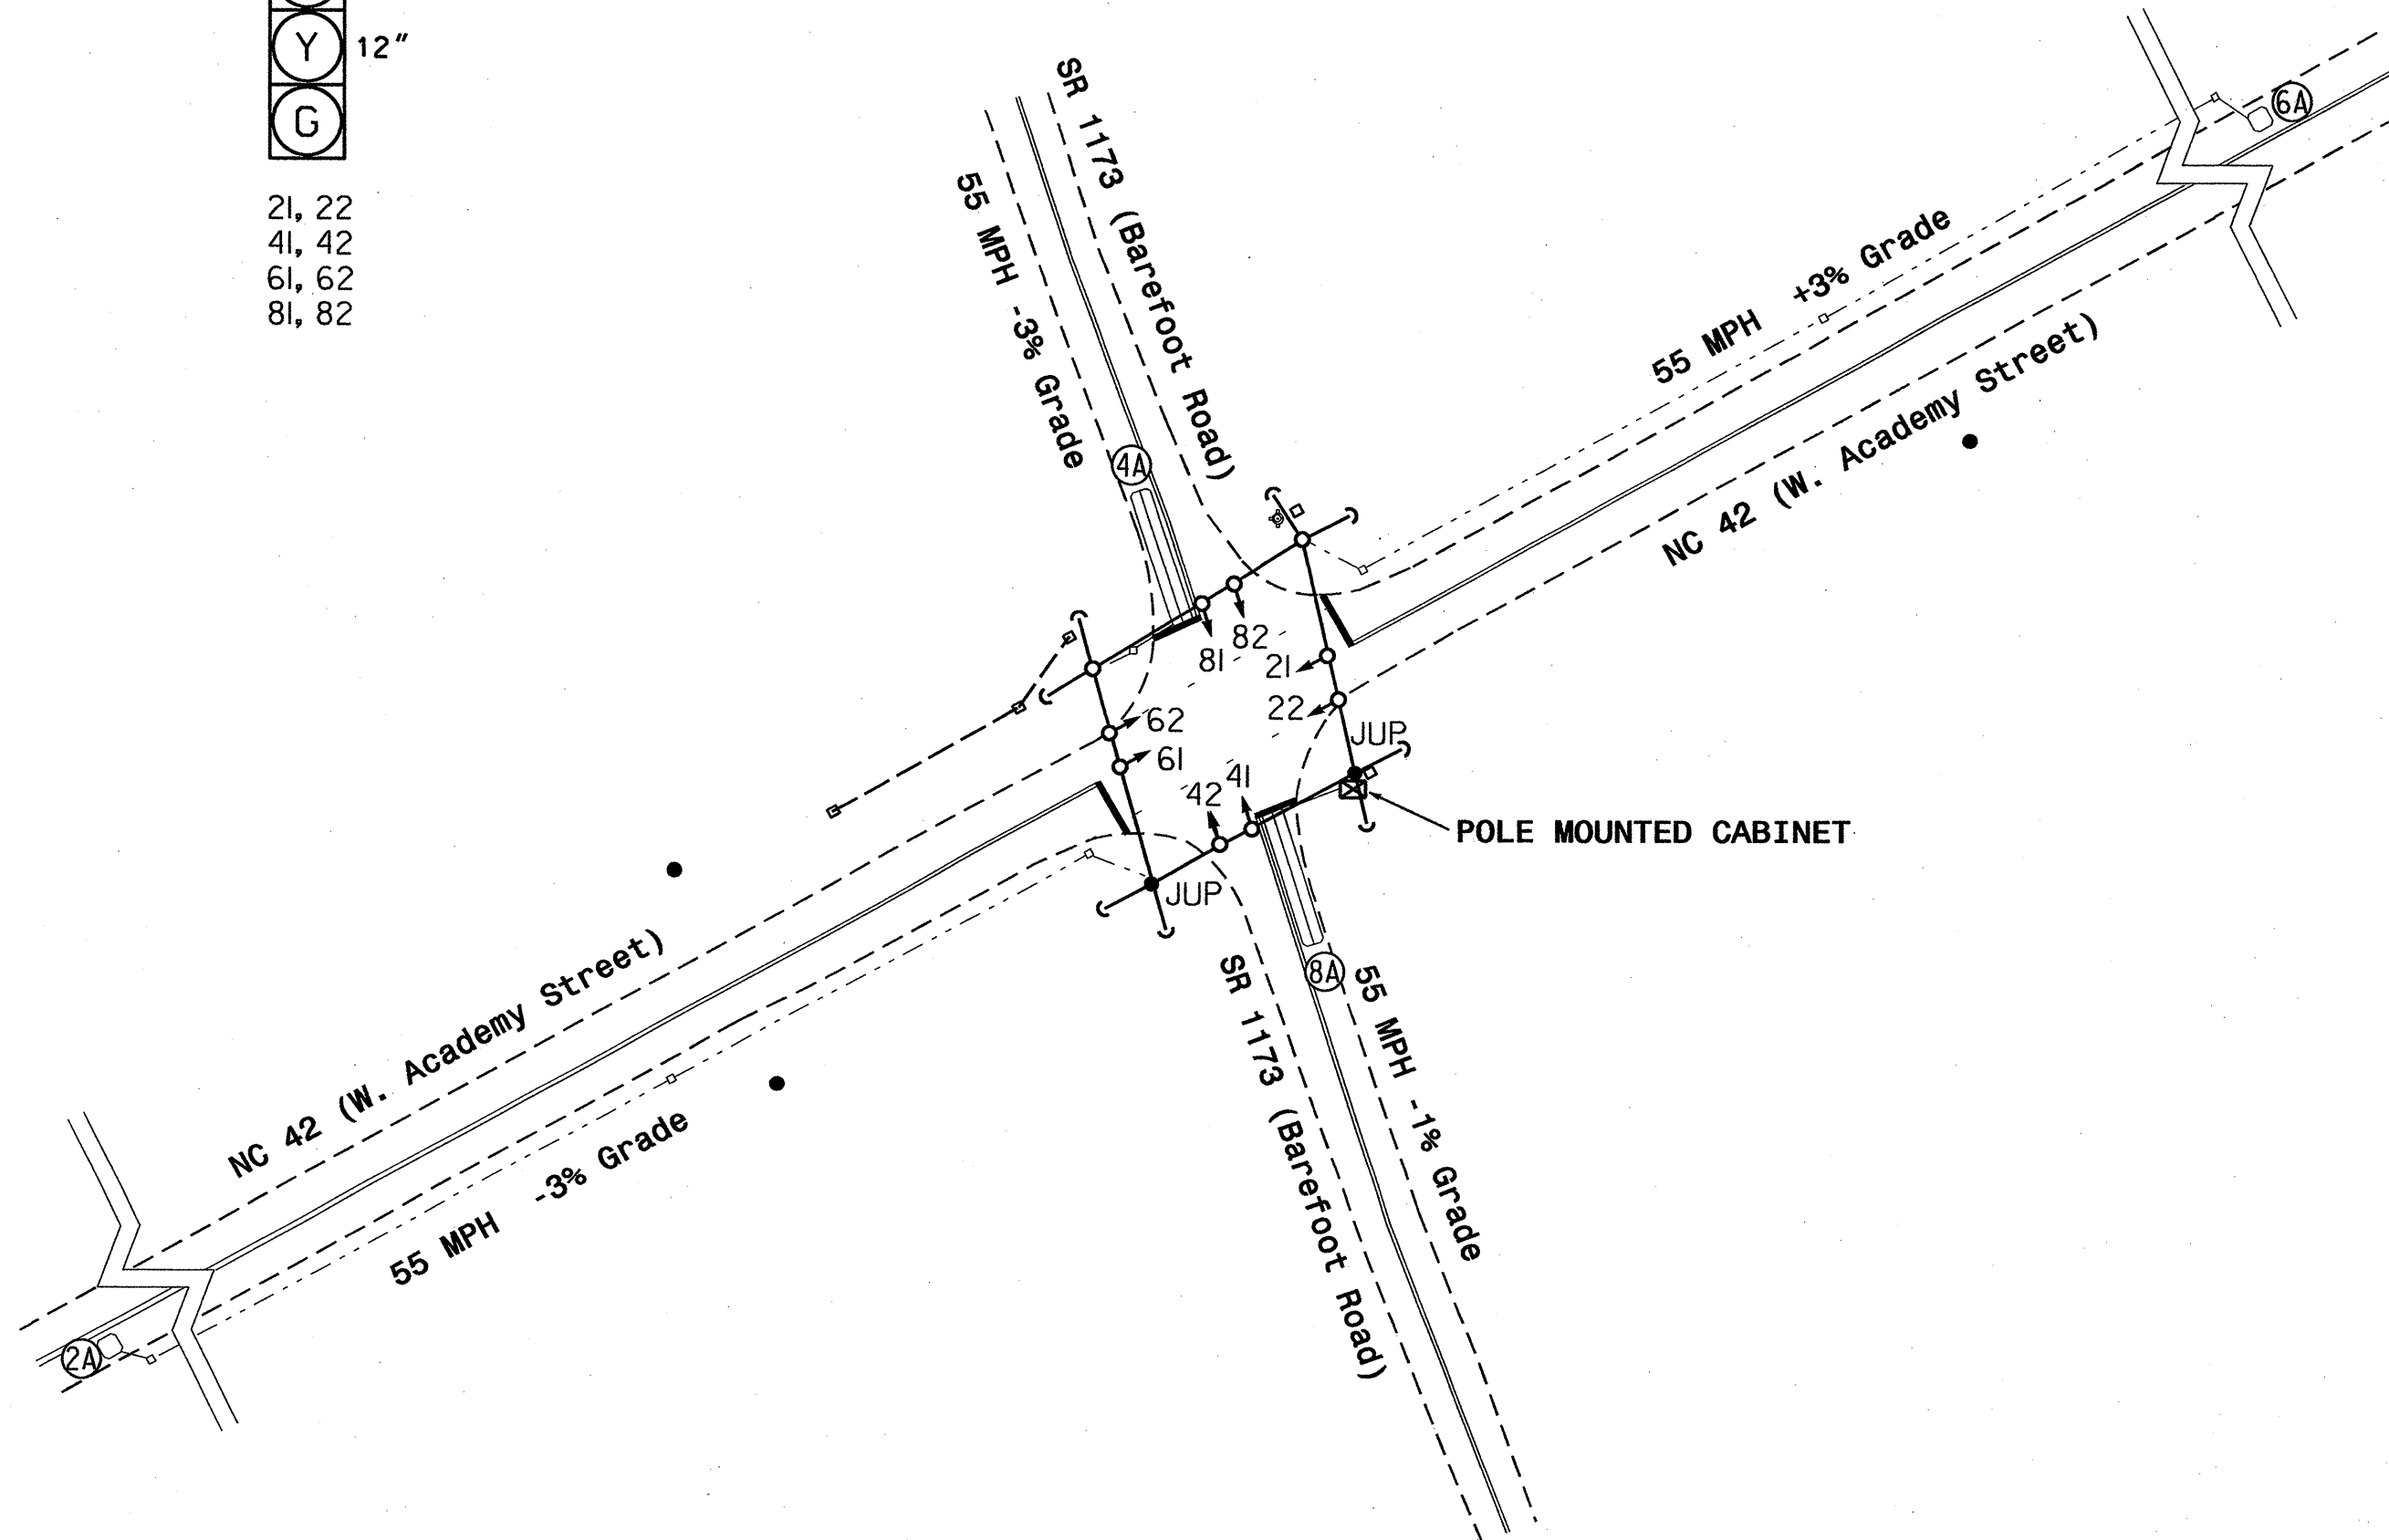 Y 12"
G
21, 22
41, 42
61, 62
81, 82
SR 1173 (Barefoot Road)
55 MPH -3% Grade
6A
55 MPH +3% Grade
NC 42 (W. Academy Street)
4A
82
81
21
62
22
JUP
61
41
42
POLE MOUNTED CABINET
JUP
NC 42 (W. Academy Street)
SR 1173 (Barefoot Road)
8A
55 MPH -1% Grade
55 MPH -3% Grade
2A